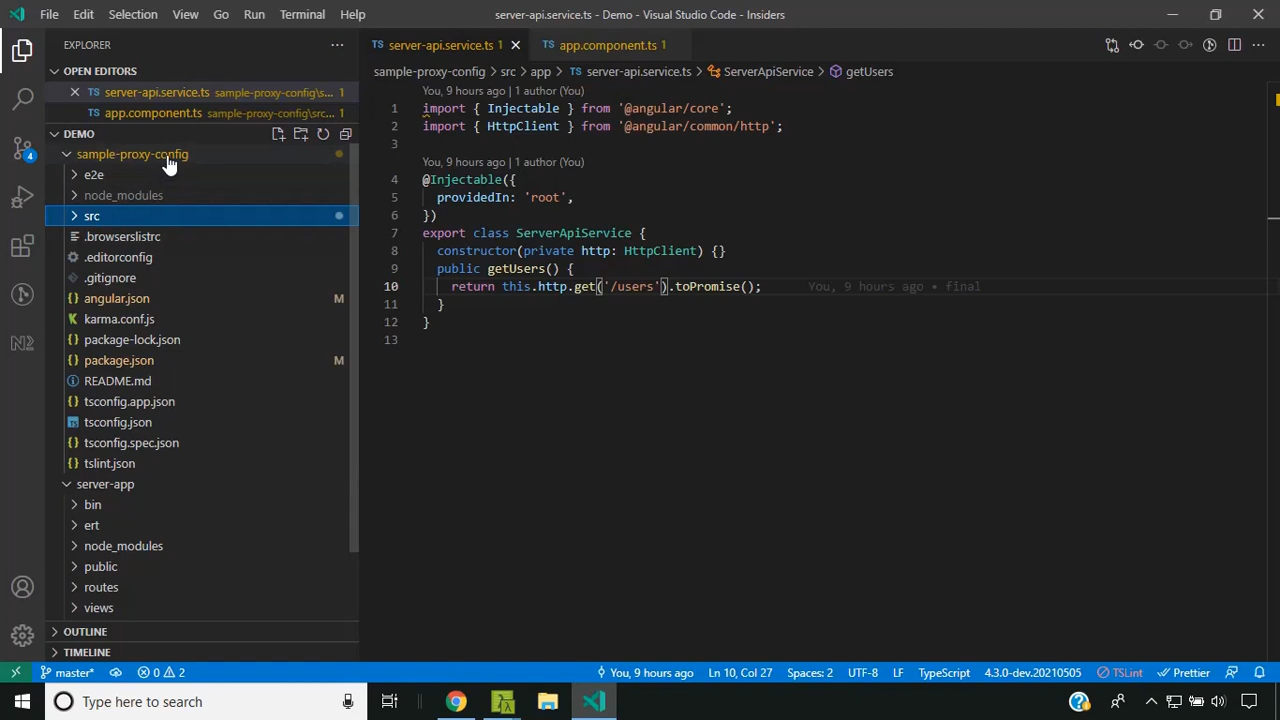 File Edit Selection View Go Run Terminal Help
server-api.service.ts - Demo - Visual Studio Code - Insiders
EXPLORER
OPEN EDITORS
TS server-api.service.ts sample-proxy-config\s... 1
TS app.component.ts sample-proxy-config\src... 1
DEMO
sample-proxy-config
e2e
node_modules
src
.browserslistrc
.editorconfig
.gitignore
{} angular.json M
karma.conf.js
{} package-lock.json
{} package.json M
README.md
{} tsconfig.app.json
TS tsconfig.json
{} tsconfig.spec.json
{} tslint.json
server-app
bin
ert
node_modules
public
routes
views
OUTLINE
TIMELINE
4
server-api.service.ts 1
app.component.ts 1
sample-proxy-config > src > app > TS server-api.service.ts > ServerApiService > getUsers
You, 9 hours ago | 1 author (You)
1 import { Injectable } from '@angular/core';
2 import { HttpClient } from '@angular/common/http';
3
You, 9 hours ago | 1 author (You)
4 @Injectable({
5 providedIn: 'root',
6 })
7 export class ServerApiService {
8 constructor(private http: HttpClient) {}
9 public getUsers() {
10 return this.http.get('/users').toPromise(); You, 9 hours ago • final
11 }
12 }
13
master* 0 2 You, 9 hours ago Ln 10, Col 27 Spaces: 2 UTF-8 LF TypeScript 4.3.0-dev.20210505 TSLint Prettier
Type here to search